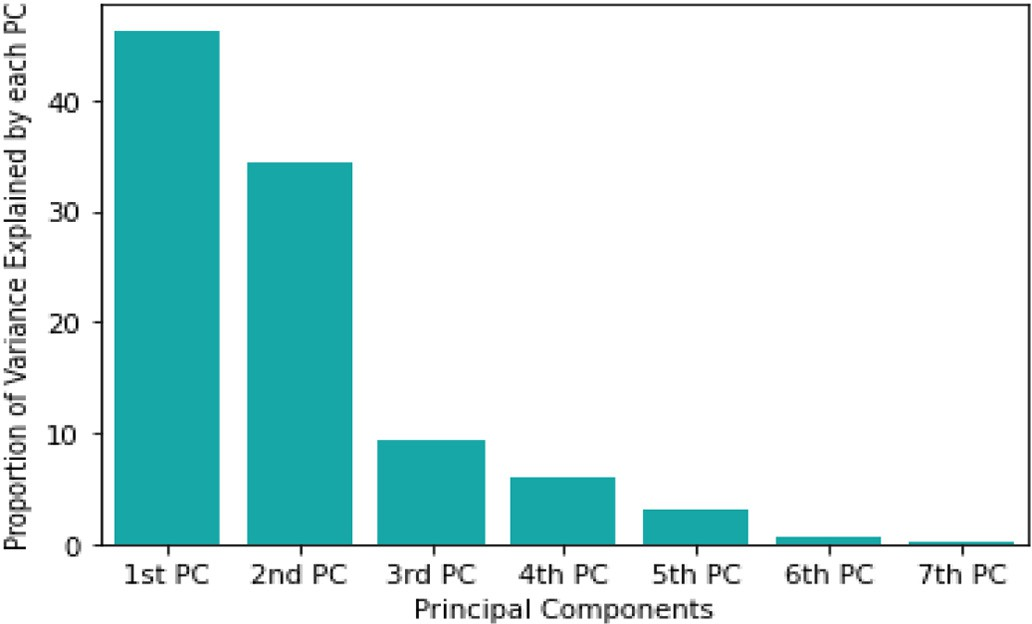 Proportion of Variance Explained by each PC
40
30
20
10
0
1st PC 2nd PC 3rd PC 4th PC 5th PC 6th PC 7th PC
Principal Components